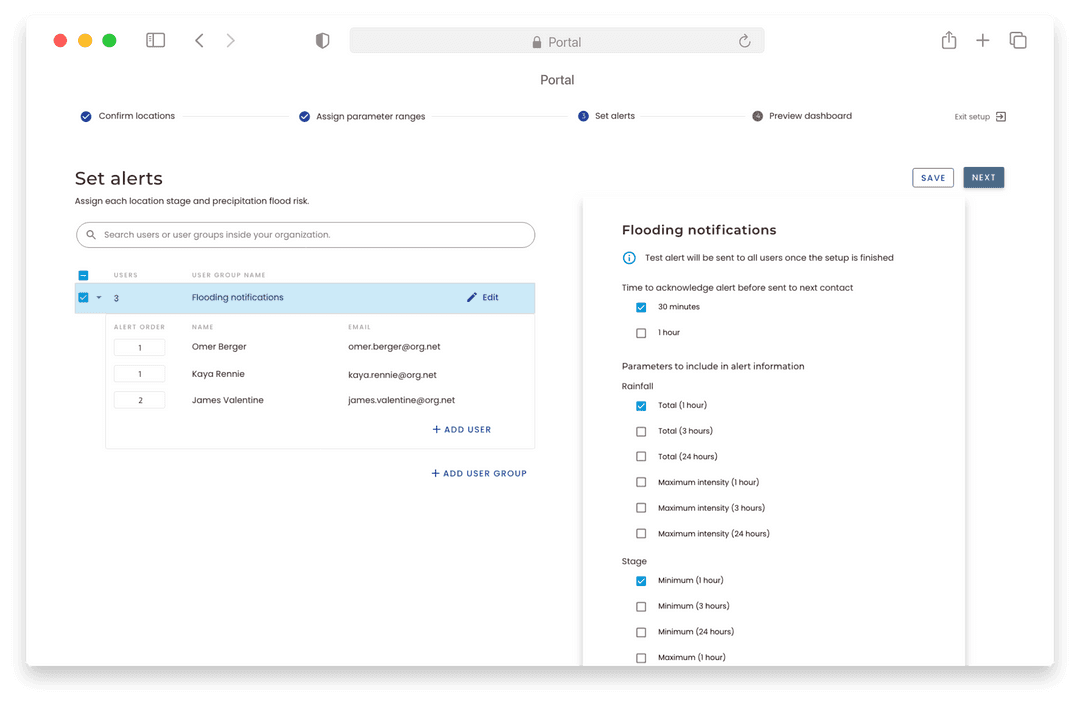 Portal
Portal
Confirm locations
Assign parameter ranges
3 Set alerts
4 Preview dashboard
Exit setup
Set alerts
SAVE
NEXT
Assign each location stage and precipitation flood risk.
Search users or user groups inside your organization.
USERS USER GROUP NAME
3 Flooding notifications Edit
ALERT ORDER NAME EMAIL
1 Omer Berger omer.berger@org.net
1 Kaya Rennie kaya.rennie@org.net
2 James Valentine james.valentine@org.net
+ ADD USER
+ ADD USER GROUP
Flooding notifications
Test alert will be sent to all users once the setup is finished
Time to acknowledge alert before sent to next contact
30 minutes
1 hour
Parameters to include in alert information
Rainfall
Total (1 hour)
Total (3 hours)
Total (24 hours)
Maximum intensity (1 hour)
Maximum intensity (3 hours)
Maximum intensity (24 hours)
Stage
Minimum (1 hour)
Minimum (3 hours)
Minimum (24 hours)
Maximum (1 hour)